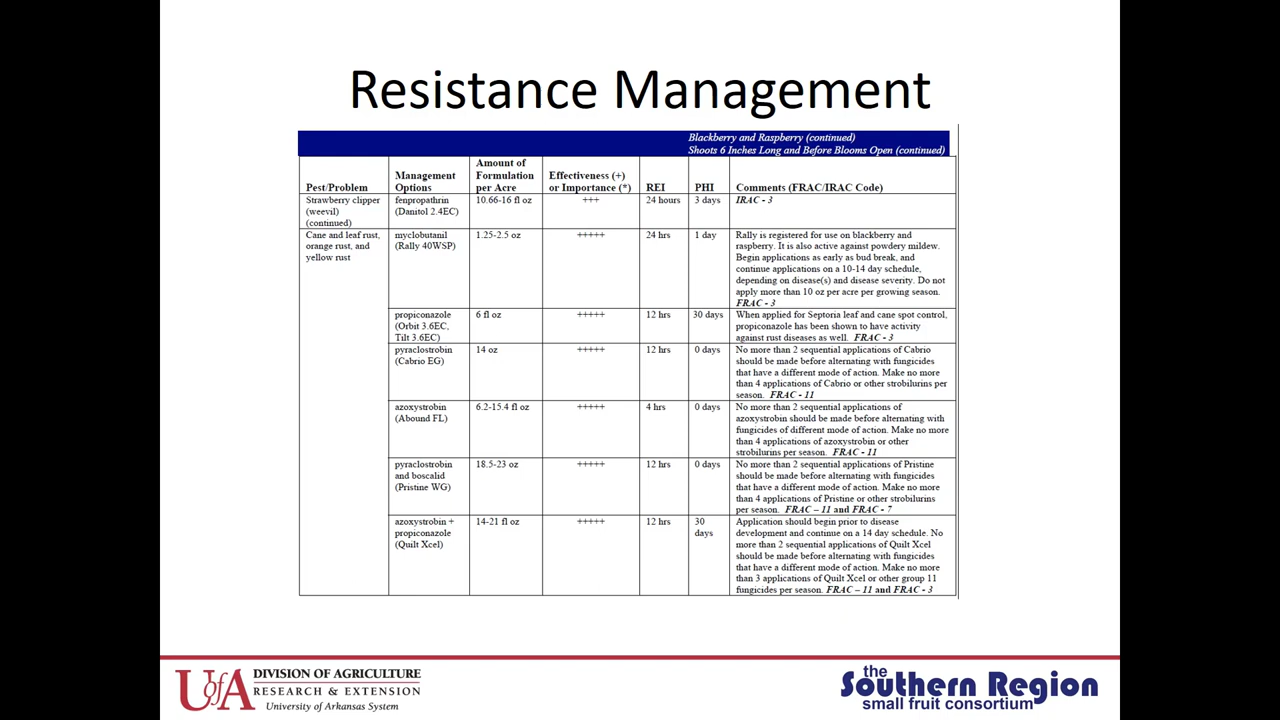 Resistance Management
Blackberry and Raspberry (continued)
Shoots 6 Inches Long and Before Blooms Open (continued)
Pest/Problem
Management
Options
Amount of
Formulation
per Acre
Effectiveness (+)
or Importance (*)
REI
PHI
Comments (FRAC/IRAC Code)
Strawberry clipper
(weevil)
(continued)
fenpropathrin
(Danitol 2.4EC)
10.66-16 fl oz
+++
24 hours
3 days
IRAC - 3
Cane and leaf rust,
orange rust, and
yellow rust
myclobutanil
(Rally 40WSP)
1.25-2.5 oz
+++++
24 hrs
1 day
Rally is registered for use on blackberry and
raspberry. It is also active against powdery mildew.
Begin applications as early as bud break, and
continue applications on a 10-14 day schedule,
depending on disease(s) and disease severity. Do not
apply more than 10 oz per acre per growing season.
FRAC - 3
propiconazole
(Orbit 3.6EC,
Tilt 3.6EC)
6 fl oz
+++++
12 hrs
30 days
When applied for Septoria leaf and cane spot control,
propiconazole has been shown to have activity
against rust diseases as well. FRAC - 3
pyraclostrobin
(Cabrio EG)
14 oz
+++++
12 hrs
0 days
No more than 2 sequential applications of Cabrio
should be made before alternating with fungicides
that have a different mode of action. Make no more
than 4 applications of Cabrio or other strobilurins per
season. FRAC - 11
azoxystrobin
(Abound FL)
6.2-15.4 fl oz
+++++
4 hrs
0 days
No more than 2 sequential applications of
azoxystrobin should be made before alternating with
fungicides of different mode of action. Make no more
than 4 applications of azoxystrobin or other
strobilurins per season. FRAC - 11
pyraclostrobin
and boscalid
(Pristine WG)
18.5-23 oz
+++++
12 hrs
0 days
No more than 2 sequential applications of Pristine
should be made before alternating with fungicides
that have a different mode of action. Make no more
than 4 applications of Pristine or other strobilurins
per season. FRAC – 11 and FRAC - 7
azoxystrobin +
propiconazole
(Quilt Xcel)
14-21 fl oz
+++++
12 hrs
30
days
Application should begin prior to disease
development and continue on a 14 day schedule. No
more than 2 sequential applications of Quilt Xcel
should be made before alternating with fungicides
that have a different mode of action. Make no more
than 3 applications of Quilt Xcel or other group 11
fungicides per season. FRAC – 11 and FRAC - 3
UofA
DIVISION OF AGRICULTURE
RESEARCH & EXTENSION
University of Arkansas System
the
Southern Region
small fruit consortium